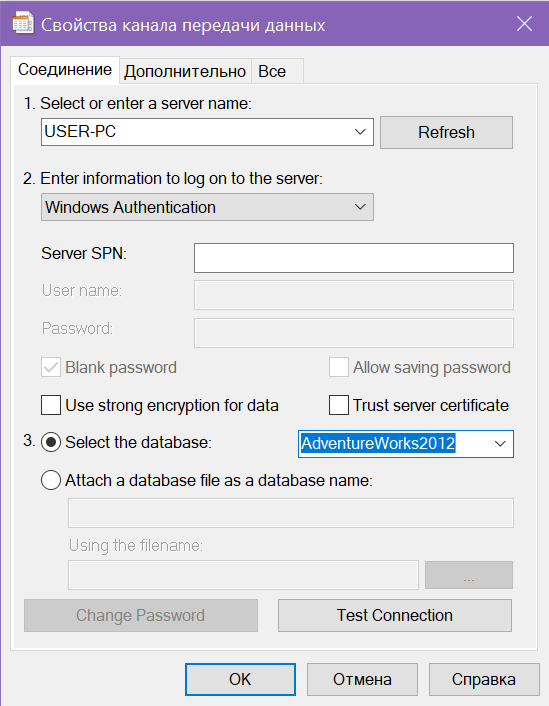 Свойства канала передачи данных
Соединение Дополнительно Все
1. Select or enter a server name:
USER-PC Refresh
2. Enter information to log on to the server:
Windows Authentication
Server SPN:
User name:
Password:
Blank password Allow saving password
Use strong encryption for data Trust server certificate
3. Select the database: AdventureWorks2012
Attach a database file as a database name:
Using the filename:
...
Change Password Test Connection
OK Отмена Справка